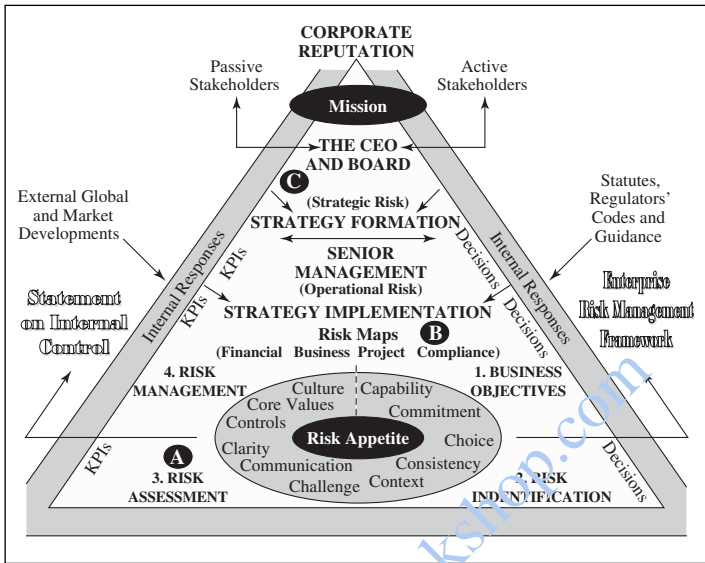 CORPORATE
REPUTATION
Passive
Stakeholders
Active
Stakeholders
Mission
THE CEO
AND BOARD
C
External Global
and Market
Developments
Statutes,
Regulators'
Codes and
Guidance
(Strategic Risk)
STRATEGY FORMATION
Internal Responses
KPIs
Decisions
Internal Responses
SENIOR
MANAGEMENT
(Operational Risk)
KPIs
Decisions
STRATEGY IMPLEMENTATION
Statement
on Internal
Control
Enterprise
Risk Management
Framework
Risk Maps
B
(Financial Business Project Compliance)
4. RISK
MANAGEMENT
1. BUSINESS
OBJECTIVES
Culture
Capability
Core Values
Commitment
Controls
Risk Appetite
Choice
Clarity
Consistency
Communication
Context
Challenge
KPIs
A
3. RISK
ASSESSMENT
Decisions
RISK
INDENTIFICATION
kshop.com